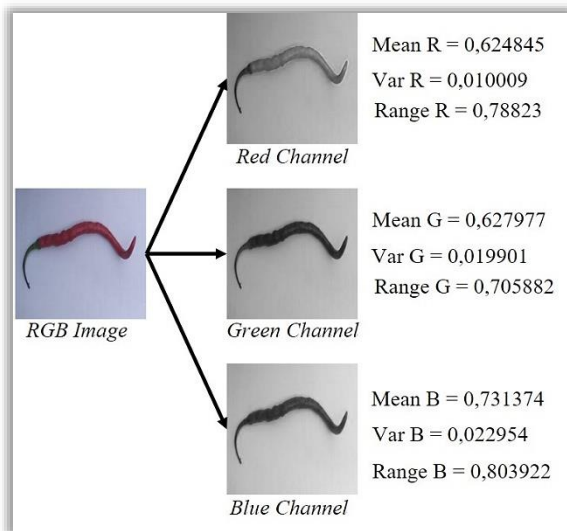 Mean R = 0,624845
Var R = 0,010009
Range R = 0,78823
Red Channel
Mean G = 0,627977
Var G = 0,019901
Range G = 0,705882
RGB Image
Green Channel
Mean B = 0,731374
Var B = 0,022954
Range B = 0,803922
Blue Channel